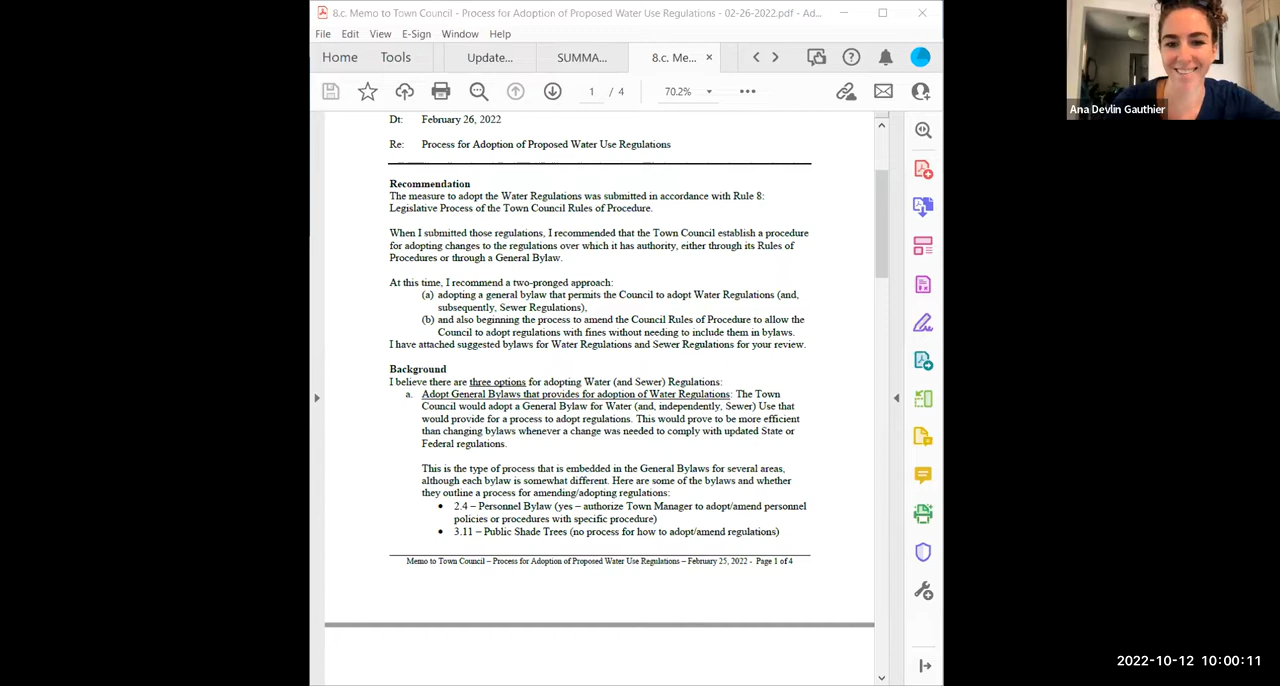 8.c. Memo to Town Council - Process for Adoption of Proposed Water Use Regulations - 02-26-2022.pdf - Ad...
File Edit View E-Sign Window Help
Home Tools Update... SUMMA... 8.c. Me... ×
1 / 4 70.2%
Dt: February 26, 2022
Re: Process for Adoption of Proposed Water Use Regulations
Recommendation
The measure to adopt the Water Regulations was submitted in accordance with Rule 8:
Legislative Process of the Town Council Rules of Procedure.
When I submitted those regulations, I recommended that the Town Council establish a procedure
for adopting changes to the regulations over which it has authority, either through its Rules of
Procedures or through a General Bylaw.
At this time, I recommend a two-pronged approach:
(a) adopting a general bylaw that permits the Council to adopt Water Regulations (and,
subsequently, Sewer Regulations),
(b) and also beginning the process to amend the Council Rules of Procedure to allow the
Council to adopt regulations with fines without needing to include them in bylaws.
I have attached suggested bylaws for Water Regulations and Sewer Regulations for your review.
Background
I believe there are three options for adopting Water (and Sewer) Regulations:
a. Adopt General Bylaws that provides for adoption of Water Regulations: The Town
Council would adopt a General Bylaw for Water (and, independently, Sewer) Use that
would provide for a process to adopt regulations. This would prove to be more efficient
than changing bylaws whenever a change was needed to comply with updated State or
Federal regulations.
This is the type of process that is embedded in the General Bylaws for several areas,
although each bylaw is somewhat different. Here are some of the bylaws and whether
they outline a process for amending/adopting regulations:
• 2.4 – Personnel Bylaw (yes – authorize Town Manager to adopt/amend personnel
policies or procedures with specific procedure)
• 3.11 – Public Shade Trees (no process for how to adopt/amend regulations)
Memo to Town Council – Process for Adoption of Proposed Water Use Regulations – February 25, 2022 - Page 1 of 4
Ana Devlin Gauthier
2022-10-12 10:00:11